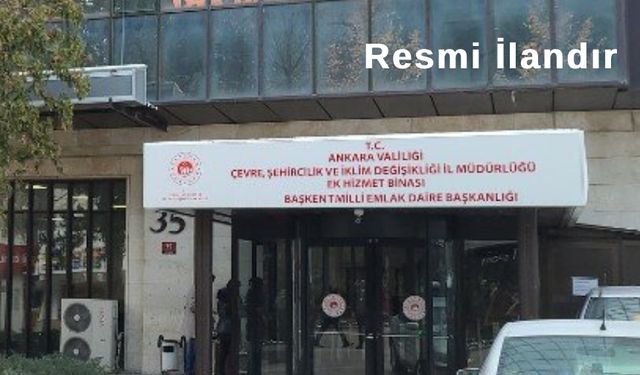 Resmi İlandır
T.C.
ANKARA VALİLİĞİ
ÇEVRE, ŞEHİRCİLİK VE İKLİM DEĞİŞİKLİĞİ İL MÜDÜRLÜĞÜ
EK HİZMET BİNASI
BAŞKENT MİLLİ EMLAK DAİRE BAŞKANLIĞI
35